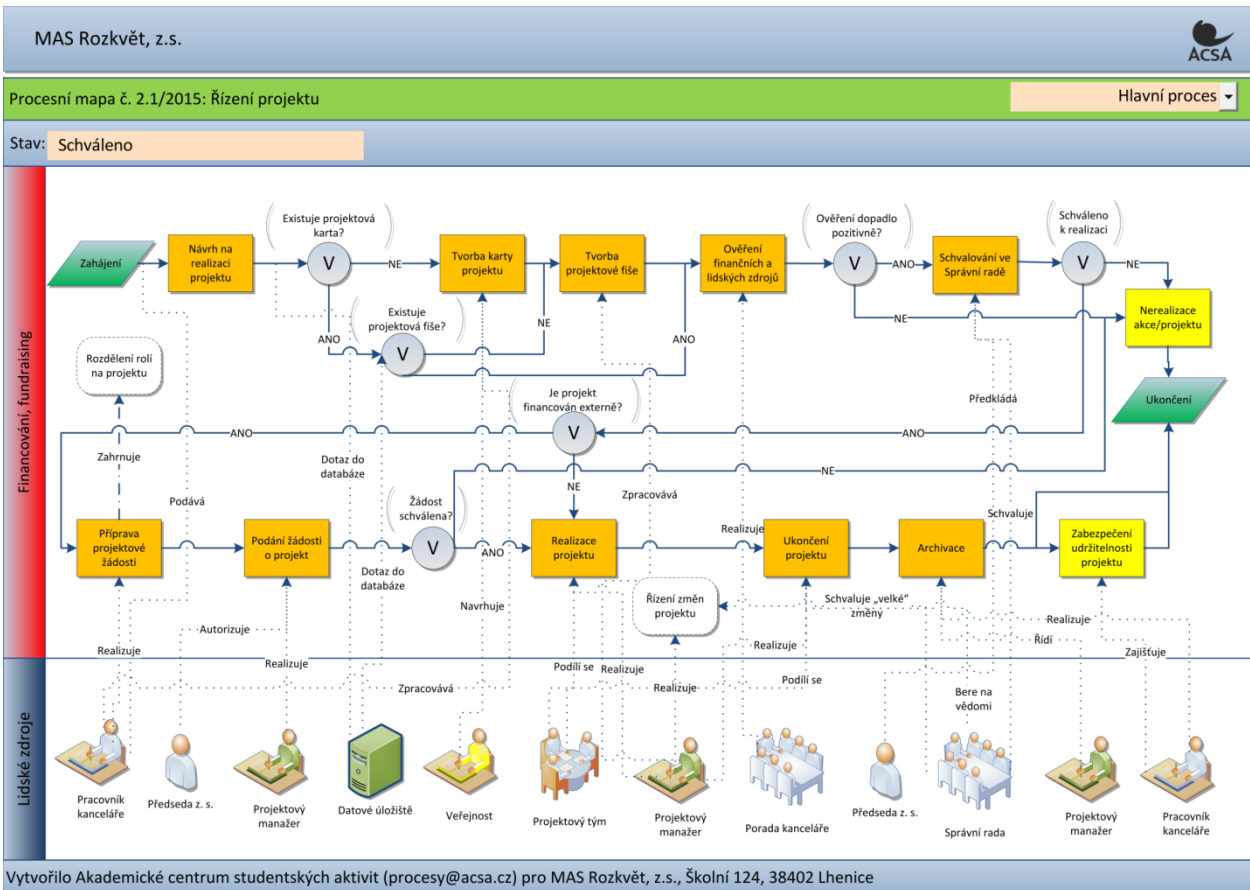 MAS Rozkvět, z.s.
ACSA
Procesní mapa č. 2.1/2015: Řízení projektu
Hlavní proces
Stav: Schváleno
Financování, fundraising
Existuje projektová
karta?
Ověření dopadlo
pozitivně?
Schváleno
k realizaci
Zahájení
Návrh na
realizaci
projektu
V
NE
Tvorba karty
projektu
Tvorba
projektové fiše
Ověření
finančních a
lidských zdrojů
V
ANO
Schvalování ve
Správní radě
V
NE
Existuje
projektová fiše?
ANO
V
NE
ANO
NE
Nerealizace
akce/projektu
Rozdělení rolí
na projektu
Je projekt
financován externě?
Předkládá
Ukončení
ANO
V
ANO
Zahrnuje
Dotaz do
databáze
NE
NE
Podává
Žádost
schválena?
Zpracovává
Schvaluje
Příprava
projektové
žádosti
Podání žádosti
o projekt
V
ANO
Realizace
projektu
Realizuje
Ukončení
projektu
Archivace
Zabezpečení
udržitelnosti
projektu
Dotaz do
databáze
Navrhuje
Řízení změn
projektu
Schvaluje „velké“
změny
Autorizuje
Realizuje
Řídí
Realizuje
Realizuje
Zajišťuje
Realizuje
Podílí se
Realizuje
Podílí se
Zpracovává
Realizuje
Bere na
vědomí
Lidské zdroje
Pracovník
kanceláře
Předseda z. s.
Projektový
manažer
Datové úložiště
Veřejnost
Projektový tým
Projektový
manažer
Porada kanceláře
Předseda z. s.
Správní rada
Projektový
manažer
Pracovník
kanceláře
Vytvořilo Akademické centrum studentských aktivit (procesy@acsa.cz) pro MAS Rozkvět, z.s., Školní 124, 38402 Lhenice